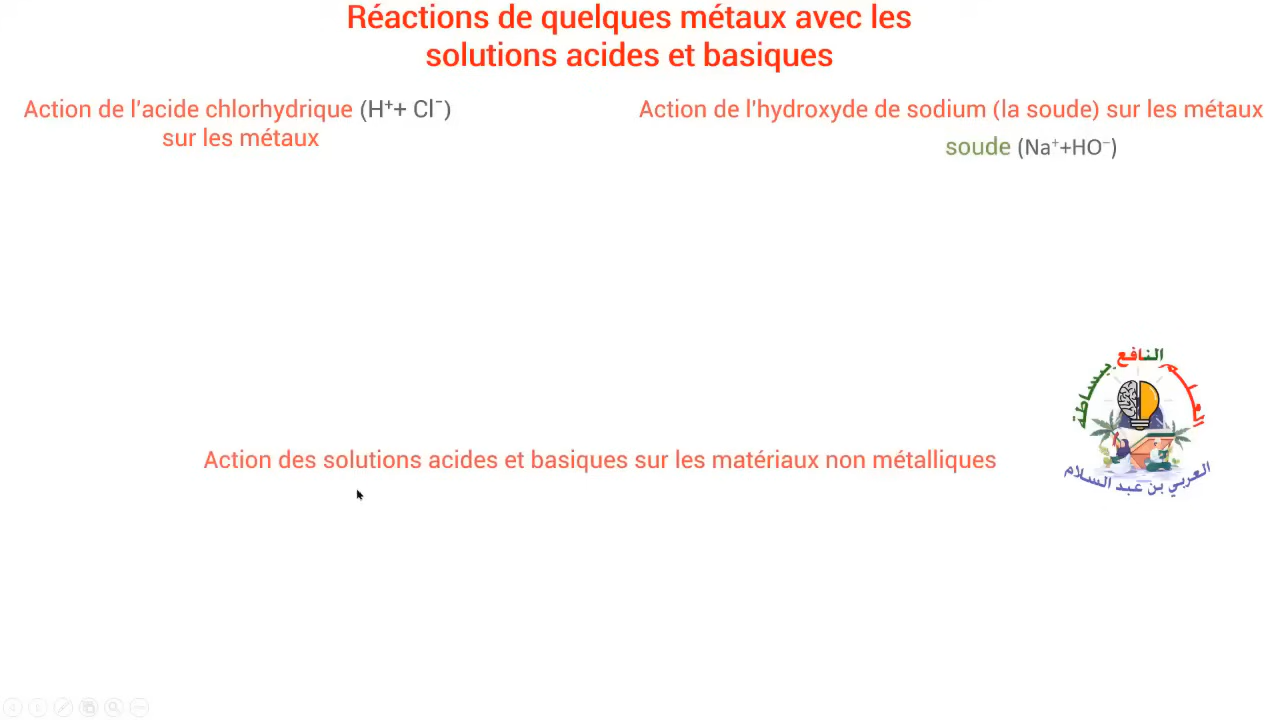 Réactions de quelques métaux avec les
solutions acides et basiques
Action de l'acide chlorhydrique (H⁺+ Cl⁻)
sur les métaux
Action de l'hydroxyde de sodium (la soude) sur les métaux
soude (Na⁺+HO⁻)
Action des solutions acides et basiques sur les matériaux non métalliques
العلم النافع ببساطة
العربي بن عبد السلام